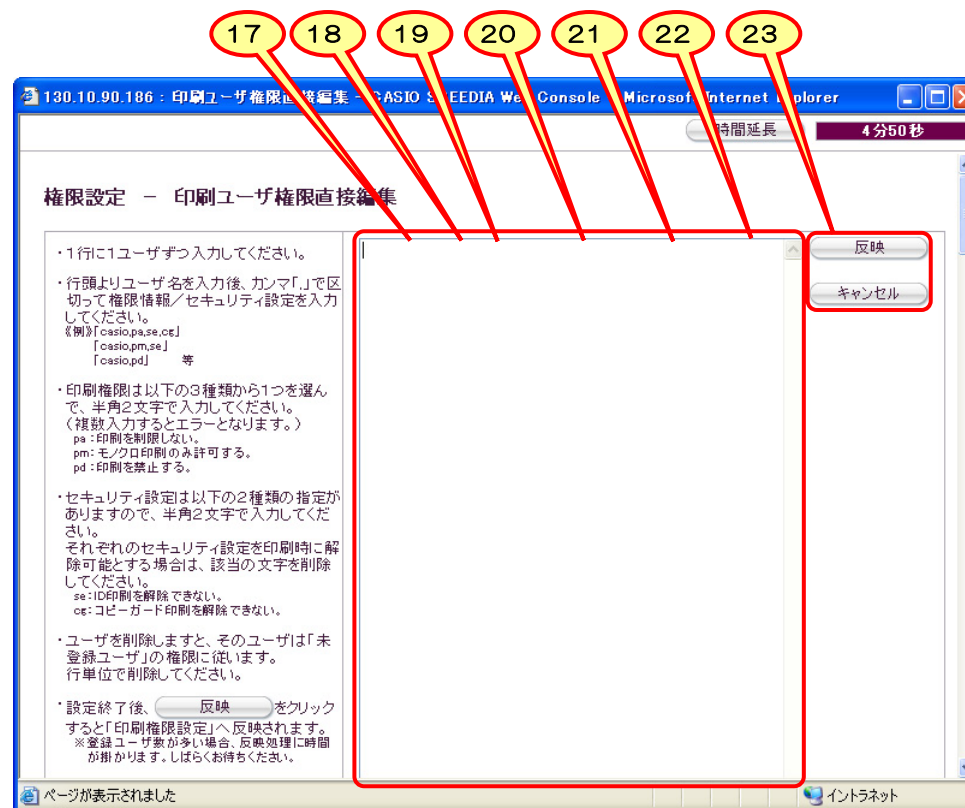 17 18 19 20 21 22 23
130.10.90.186 : 印刷ユーザ権限直接編集 - CASIO SPEEDIA Web Console - Microsoft Internet Explorer
時間延長 4分50秒
権限設定 － 印刷ユーザ権限直接編集
・1行に1ユーザずつ入力してください。
・行頭よりユーザ名を入力後、カンマ「,」で区
切って権限情報／セキュリティ設定を入力
してください。
《例》「casio,pa,se,cg」
「casio,pm,se」
「casio,pd」 等
・印刷権限は以下の3種類から1つを選ん
で、半角2文字で入力してください。
（複数入力するとエラーとなります。）
pa：印刷を制限しない。
pm：モノクロ印刷のみ許可する。
pd：印刷を禁止する。
・セキュリティ設定は以下の2種類の指定が
ありますので、半角2文字で入力してくだ
さい。
それぞれのセキュリティ設定を印刷時に解
除可能とする場合は、該当の文字を削除
してください。
se：ID印刷を解除できない。
cg：コピーガード印刷を解除できない。
・ユーザを削除しますと、そのユーザは「未
登録ユーザ」の権限に従います。
行単位で削除してください。
・設定終了後、 反映 をクリック
すると「印刷権限設定」へ反映されます。
※登録ユーザ数が多い場合、反映処理に時間
が掛かります。しばらくお待ちください。
反映
キャンセル
ページが表示されました イントラネット